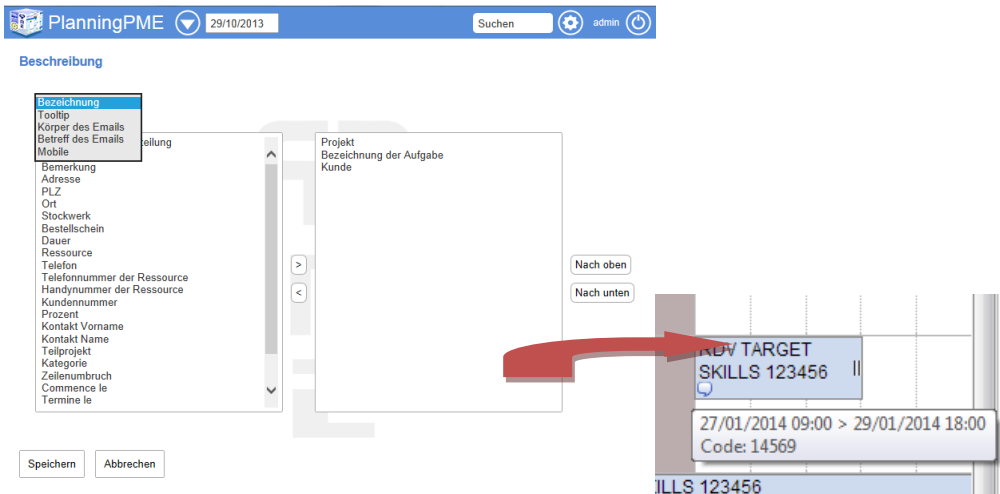 PlanningPME
29/10/2013
Suchen
admin
Beschreibung
Bezeichnung
Tooltip
Körper des Emails
Betreff des Emails
Mobile
eilung
Bemerkung
Adresse
PLZ
Ort
Stockwerk
Bestellschein
Dauer
Ressource
Telefon
Telefonnummer der Ressource
Handynummer der Ressource
Kundennummer
Prozent
Kontakt Vorname
Kontakt Name
Teilprojekt
Kategorie
Zeilenumbruch
Commence le
Termine le
>
<
Projekt
Bezeichnung der Aufgabe
Kunde
Nach oben
Nach unten
Speichern
Abbrechen
RDV TARGET
SKILLS 123456
27/01/2014 09:00 > 29/01/2014 18:00
Code: 14569
ILLS 123456